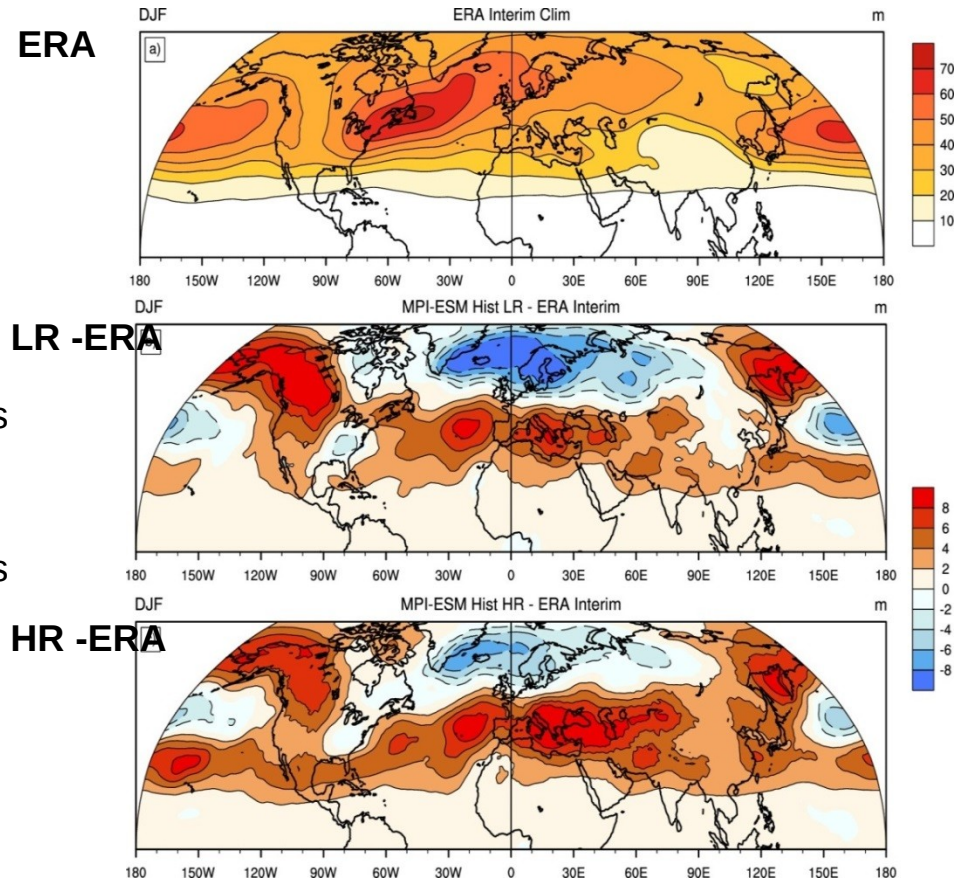 DJF ERA Interim Clim m
ERA
a)
70
60
50
40
30
20
10
180 150W 120W 90W 60W 30W 0 30E 60E 90E 120E 150E 180
DJF MPI-ESM Hist LR - ERA Interim m
LR -ERA
s
s
180 150W 120W 90W 60W 30W 0 30E 60E 90E 120E 150E 180
8
6
4
2
0
-2
-4
-6
-8
DJF MPI-ESM Hist HR - ERA Interim m
HR -ERA
180 150W 120W 90W 60W 30W 0 30E 60E 90E 120E 150E 180